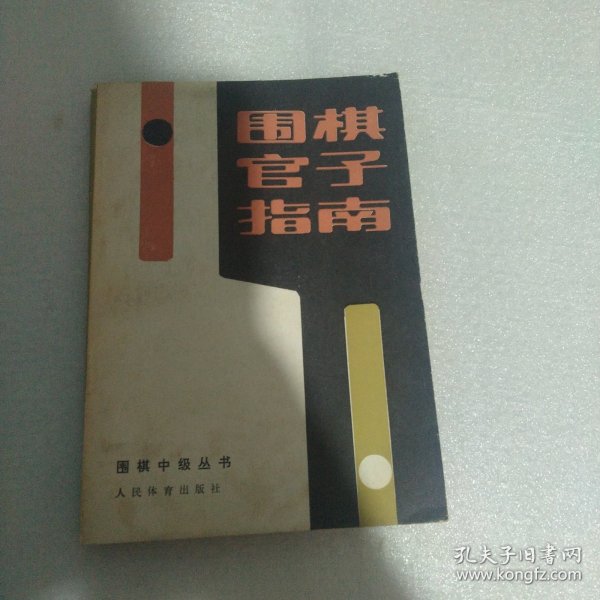 围棋
官子
指南
围棋中级丛书
人民体育出版社
孔夫子旧书网
www.kongfz.com